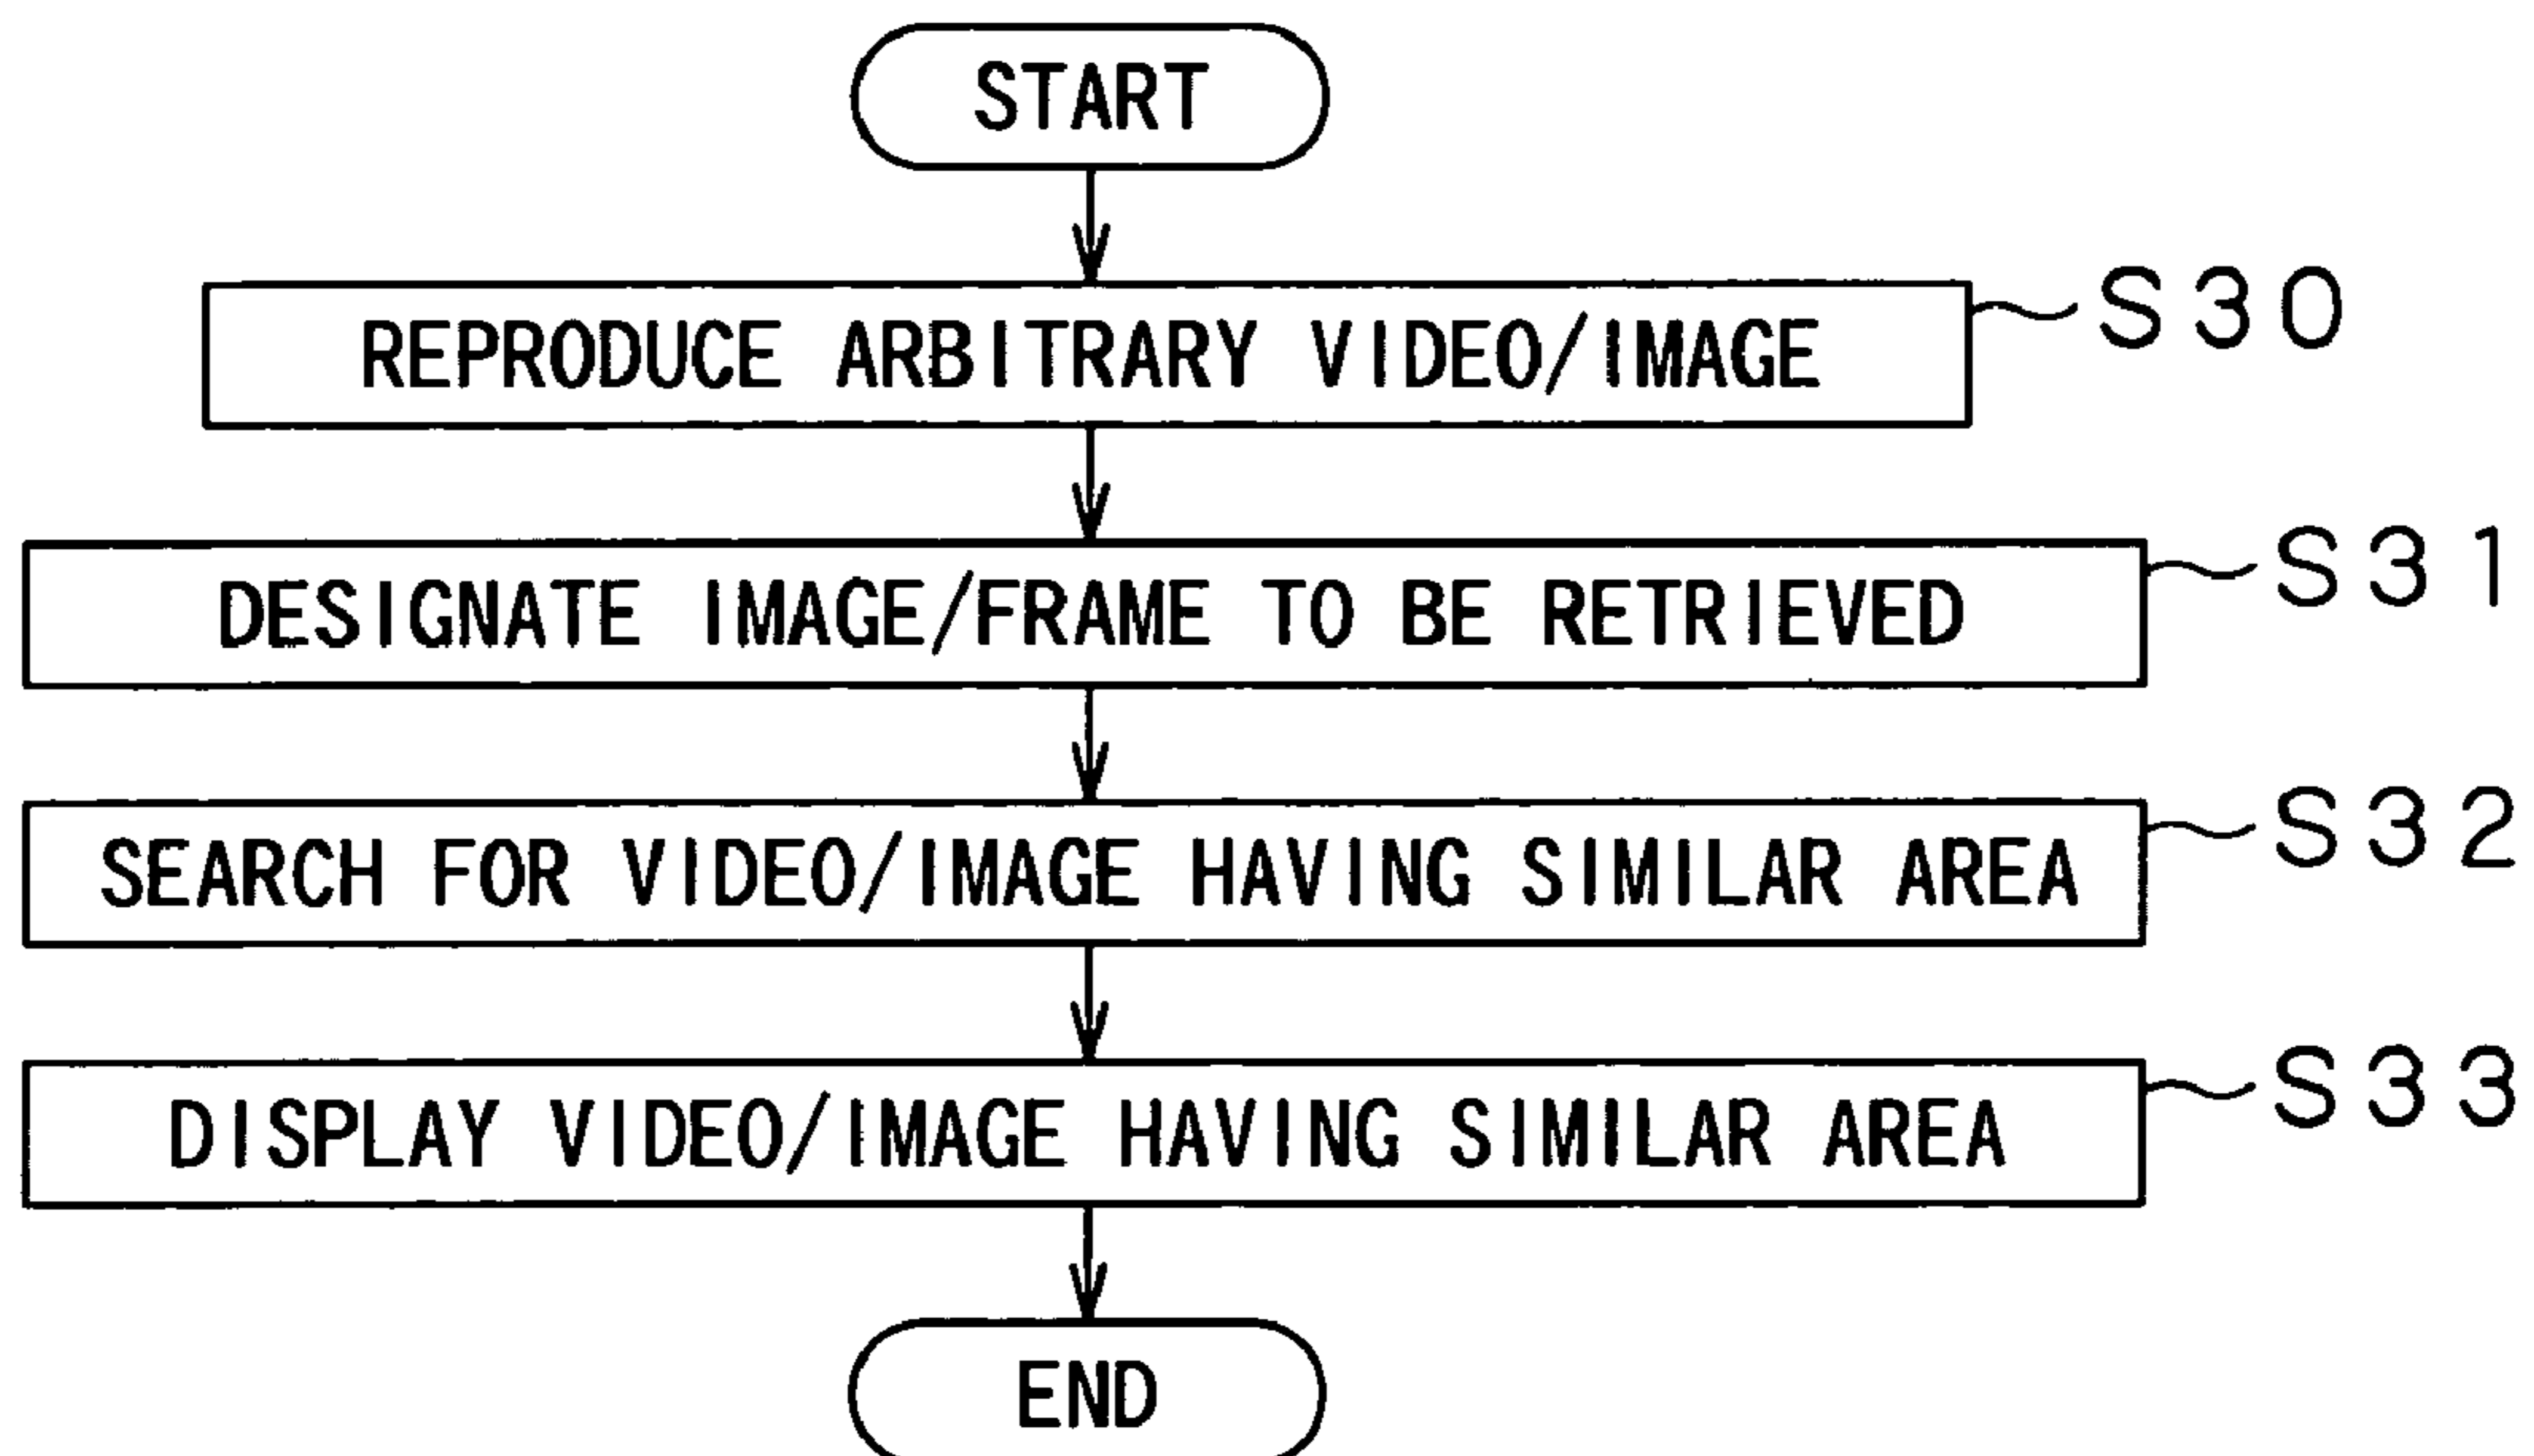 START
REPRODUCE ARBITRARY VIDEO/IMAGE
S30
DESIGNATE IMAGE/FRAME TO BE RETRIEVED
S31
SEARCH FOR VIDEO/IMAGE HAVING SIMILAR AREA
S32
DISPLAY VIDEO/IMAGE HAVING SIMILAR AREA
S33
END